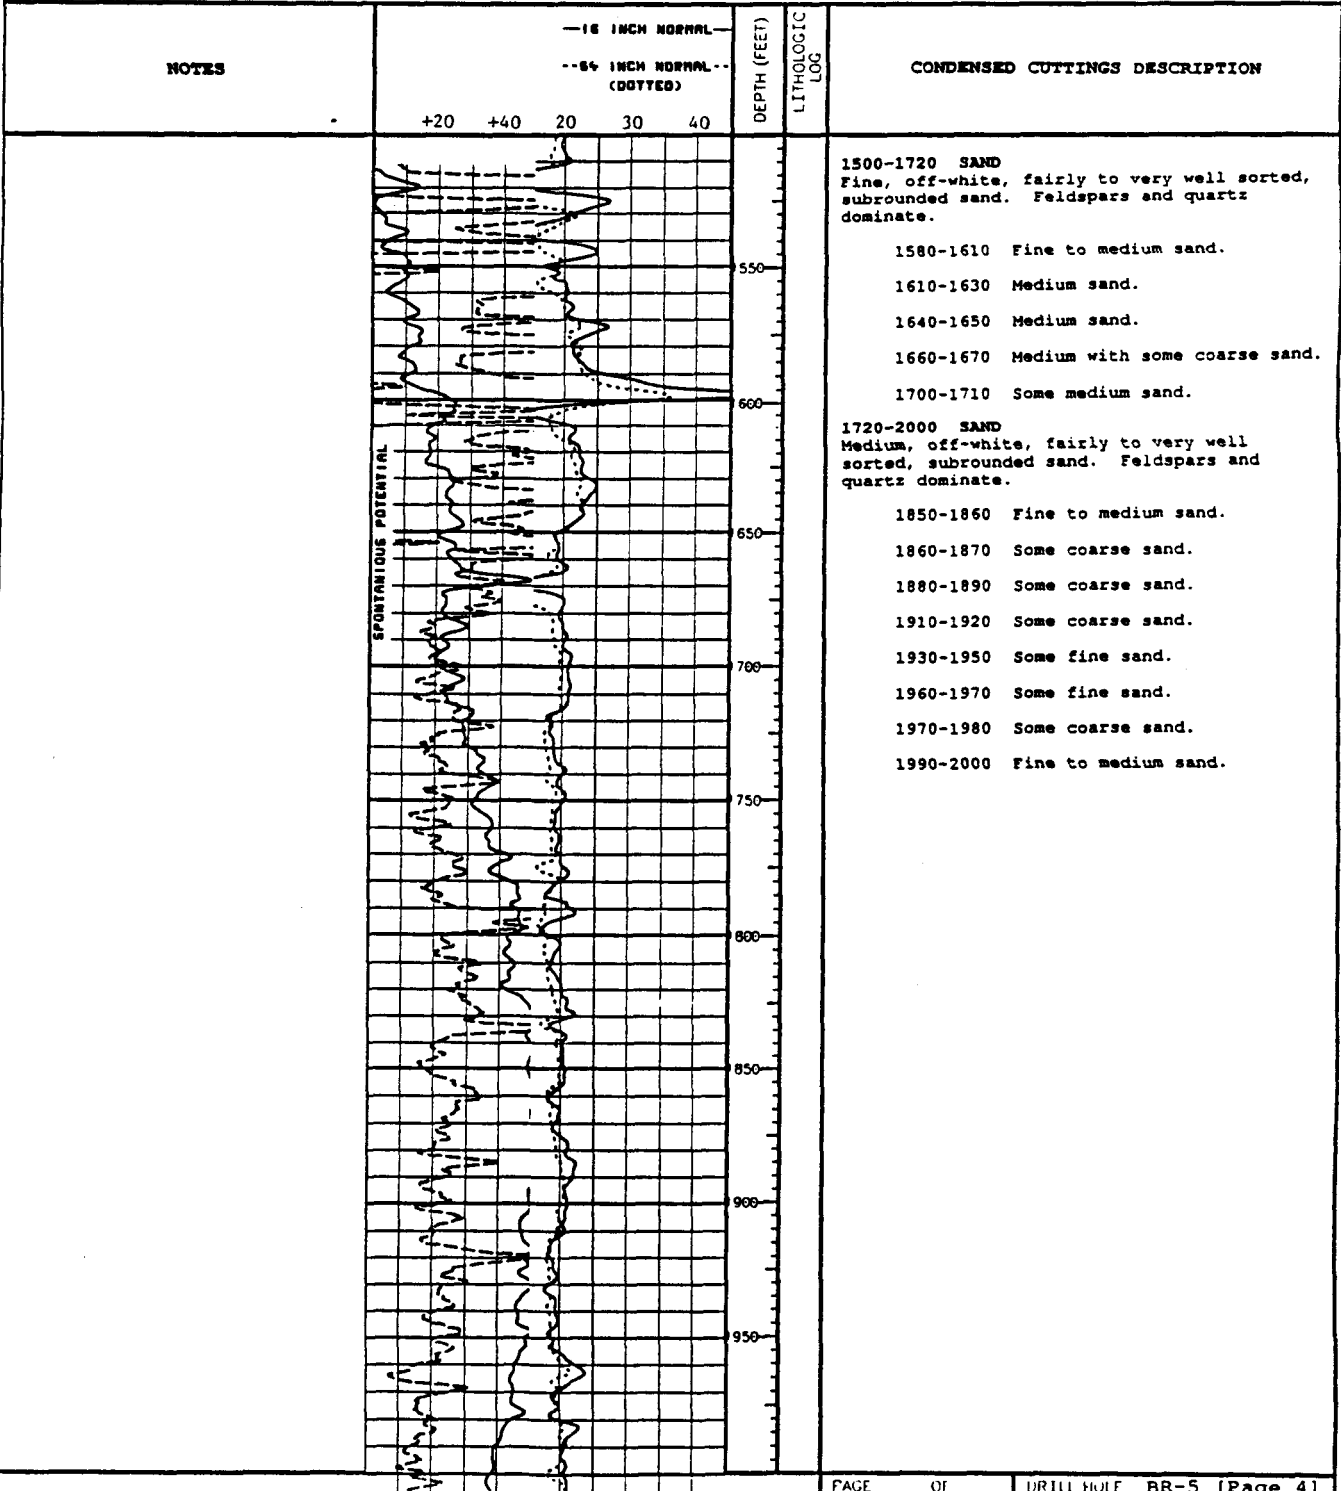 NOTES
—16 INCH NORMAL—
--64 INCH NORMAL--
(DOTTED)
+20 +40 20 30 40
DEPTH (FEET)
LITHOLOGIC
LOG
CONDENSED CUTTINGS DESCRIPTION
SPONTANIOUS POTENTIAL
550
600
650
700
750
800
850
900
950
1500-1720 SAND
Fine, off-white, fairly to very well sorted,
subrounded sand. Feldspars and quartz
dominate.
1580-1610 Fine to medium sand.
1610-1630 Medium sand.
1640-1650 Medium sand.
1660-1670 Medium with some coarse sand.
1700-1710 Some medium sand.
1720-2000 SAND
Medium, off-white, fairly to very well
sorted, subrounded sand. Feldspars and
quartz dominate.
1850-1860 Fine to medium sand.
1860-1870 Some coarse sand.
1880-1890 Some coarse sand.
1910-1920 Some coarse sand.
1930-1950 Some fine sand.
1960-1970 Some fine sand.
1970-1980 Some coarse sand.
1990-2000 Fine to medium sand.
PAGE OF DRILL HOLE BR-5 [Page 4]